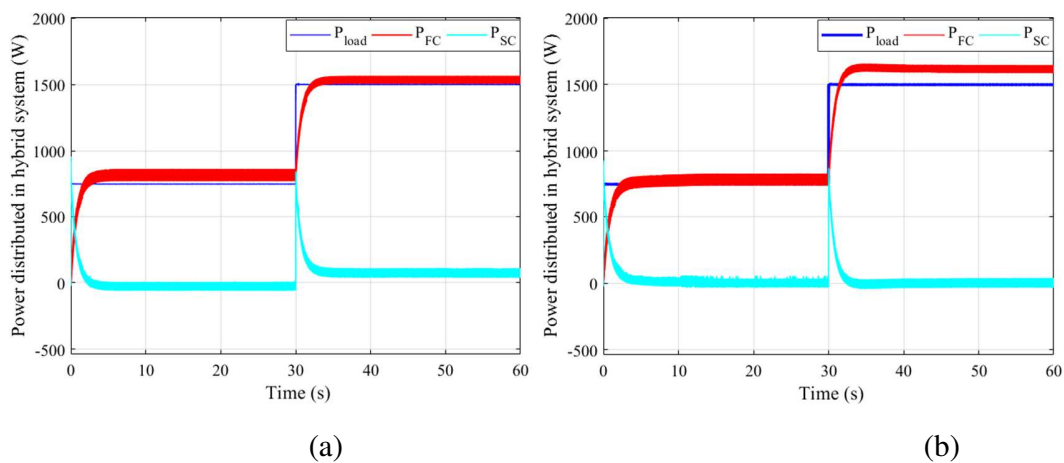 2000
P_load P_FC P_SC
1500
1000
500
0
-500
Power distributed in hybrid system (W)
0 10 20 30 40 50 60
Time (s)
(a)
2000
P_load P_FC P_SC
1500
1000
500
0
-500
Power distributed in hybrid system (W)
0 10 20 30 40 50 60
Time (s)
(b)